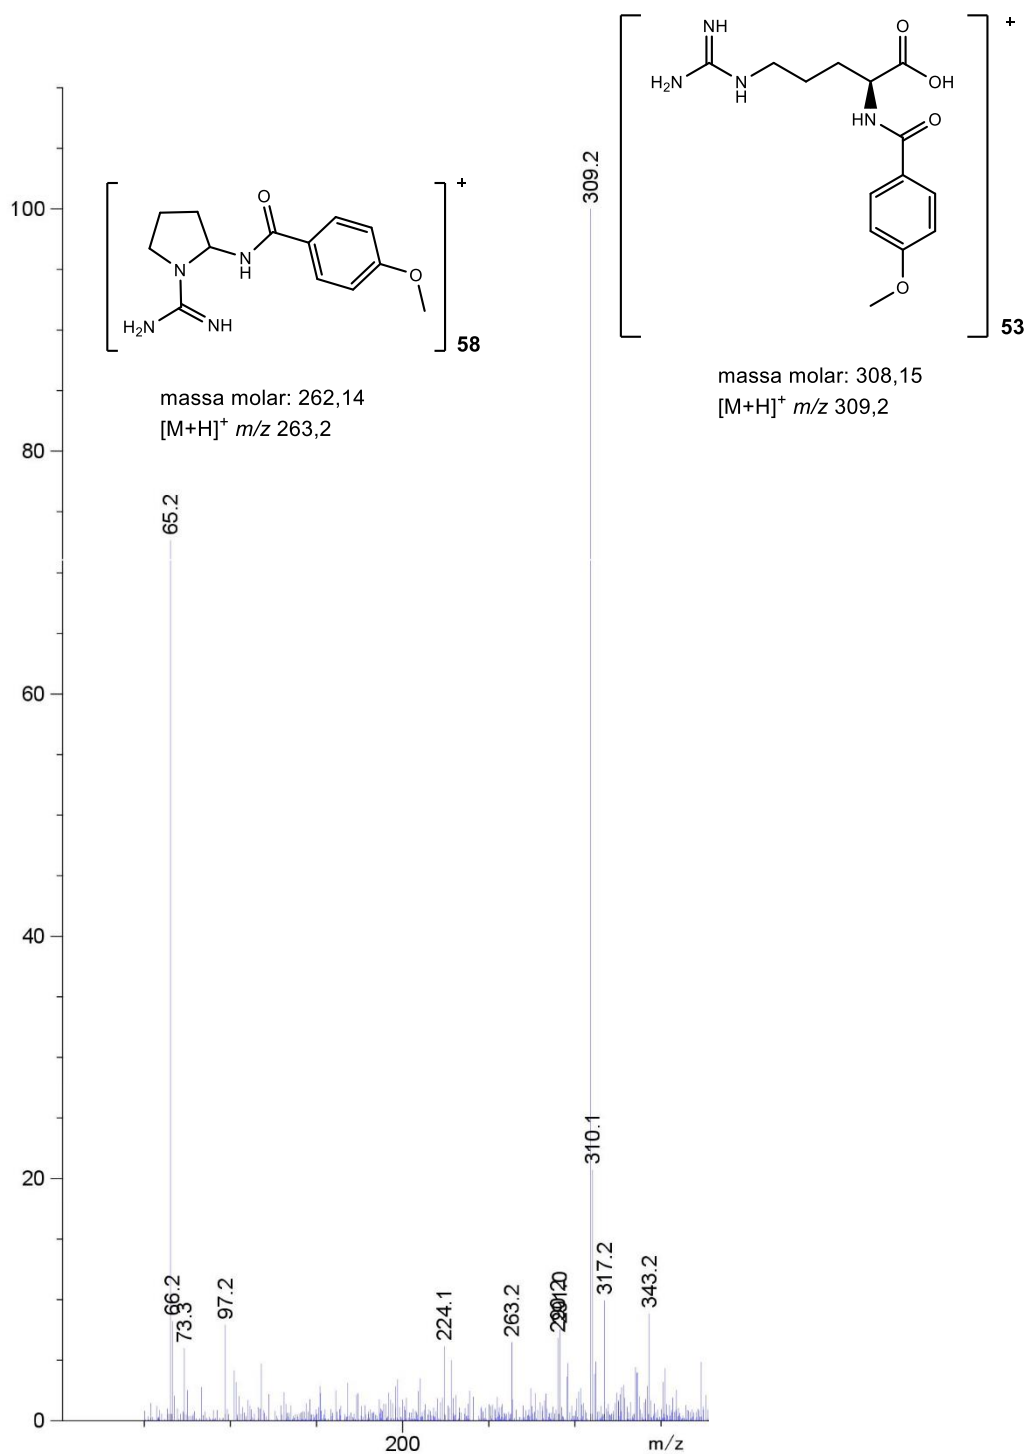 +
NH
H₂N
N
H
O
OH
HN
O
O
53
massa molar: 308,15
[M+H]⁺ m/z 309,2
+
O
N
N
H
O
H₂N
NH
58
massa molar: 262,14
[M+H]⁺ m/z 263,2
100
80
60
40
20
0
309.2
65.2
66.2
73.3
97.2
224.1
263.2
310.1
317.2
343.2
200
m/z